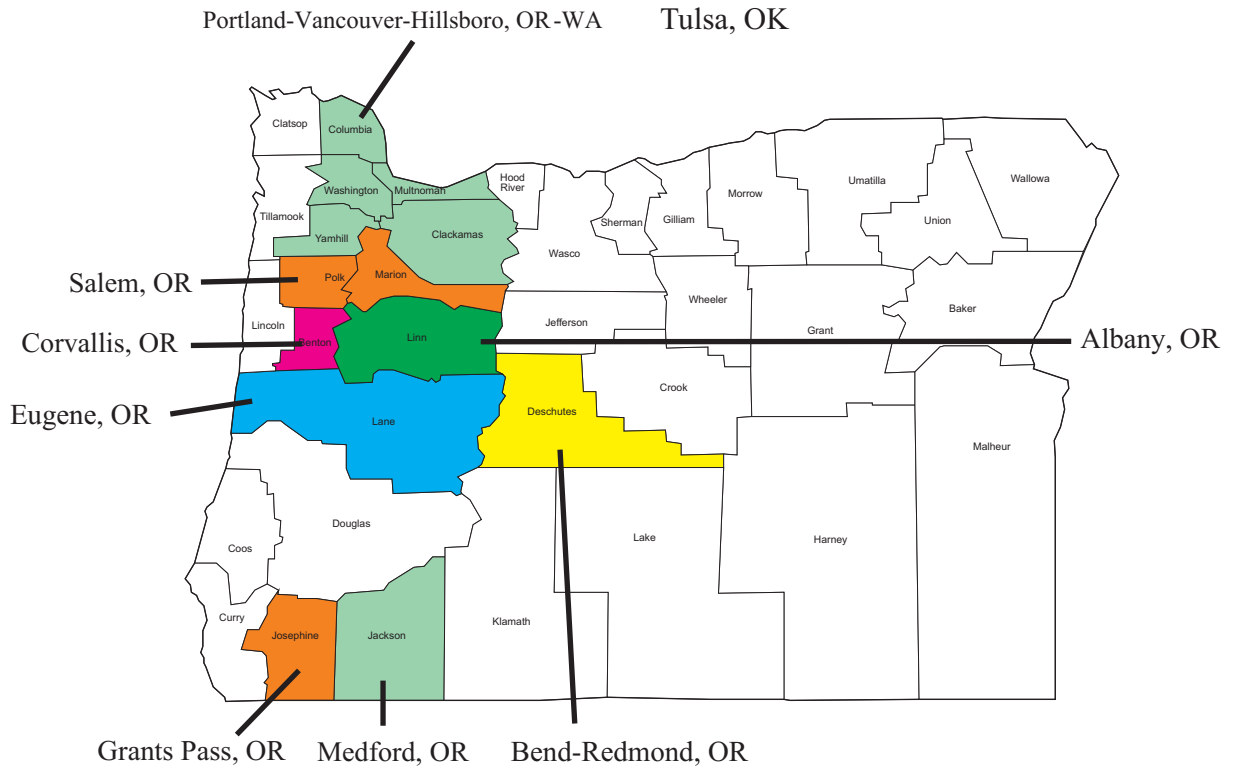 Portland-Vancouver-Hillsboro, OR-WA
Tulsa, OK
Clatsop
Columbia
Washington
Multnomah
Hood
River
Tillamook
Yamhill
Clackamas
Wasco
Sherman
Gilliam
Morrow
Umatilla
Union
Wallowa
Salem, OR
Polk
Marion
Wheeler
Baker
Lincoln
Jefferson
Grant
Corvallis, OR
Benton
Linn
Albany, OR
Eugene, OR
Lane
Deschutes
Crook
Malheur
Douglas
Coos
Lake
Harney
Curry
Josephine
Jackson
Klamath
Grants Pass, OR
Medford, OR
Bend-Redmond, OR